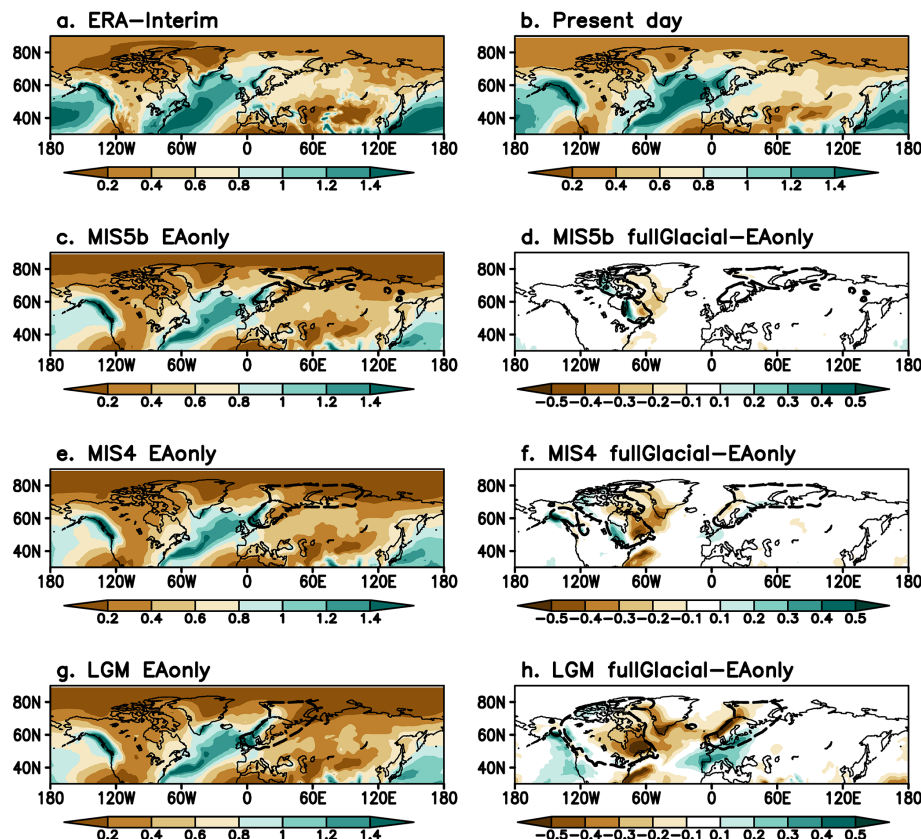 a. ERA−Interim
b. Present day
80N
60N
40N
180 120W 60W 0 60E 120E 180
180 120W 60W 0 60E 120E 180
0.2 0.4 0.6 0.8 1 1.2 1.4
0.2 0.4 0.6 0.8 1 1.2 1.4
c. MIS5b EAonly
d. MIS5b fullGlacial−EAonly
80N
60N
40N
80N
60N
40N
180 120W 60W 0 60E 120E 180
180 120W 60W 0 60E 120E 180
0.2 0.4 0.6 0.8 1 1.2 1.4
−0.5 −0.4 −0.3 −0.2 −0.1 0.1 0.2 0.3 0.4 0.5
e. MIS4 EAonly
f. MIS4 fullGlacial−EAonly
80N
60N
40N
80N
60N
40N
180 120W 60W 0 60E 120E 180
180 120W 60W 0 60E 120E 180
0.2 0.4 0.6 0.8 1 1.2 1.4
−0.5 −0.4 −0.3 −0.2 −0.1 0.1 0.2 0.3 0.4 0.5
g. LGM EAonly
h. LGM fullGlacial−EAonly
80N
60N
40N
80N
60N
40N
180 120W 60W 0 60E 120E 180
180 120W 60W 0 60E 120E 180
0.2 0.4 0.6 0.8 1 1.2 1.4
−0.5 −0.4 −0.3 −0.2 −0.1 0.1 0.2 0.3 0.4 0.5